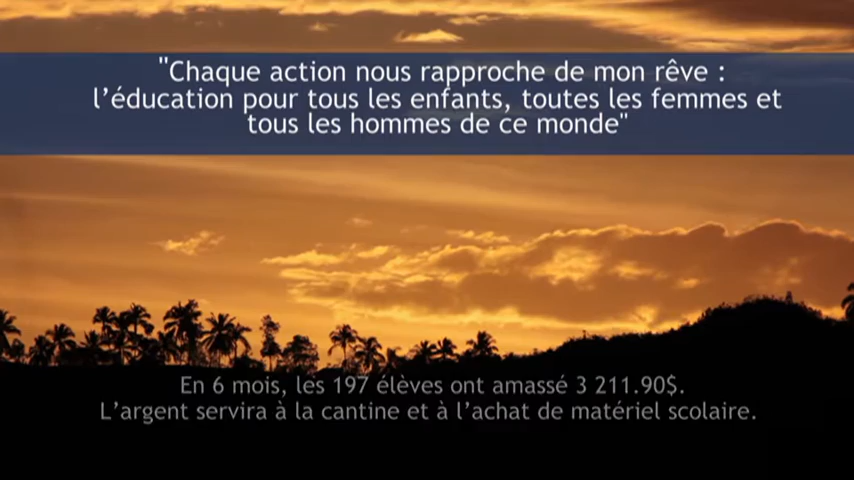 "Chaque action nous rapproche de mon rêve :
l’éducation pour tous les enfants, toutes les femmes et
tous les hommes de ce monde"
En 6 mois, les 197 élèves ont amassé 3 211.90$.
L’argent servira à la cantine et à l’achat de matériel scolaire.